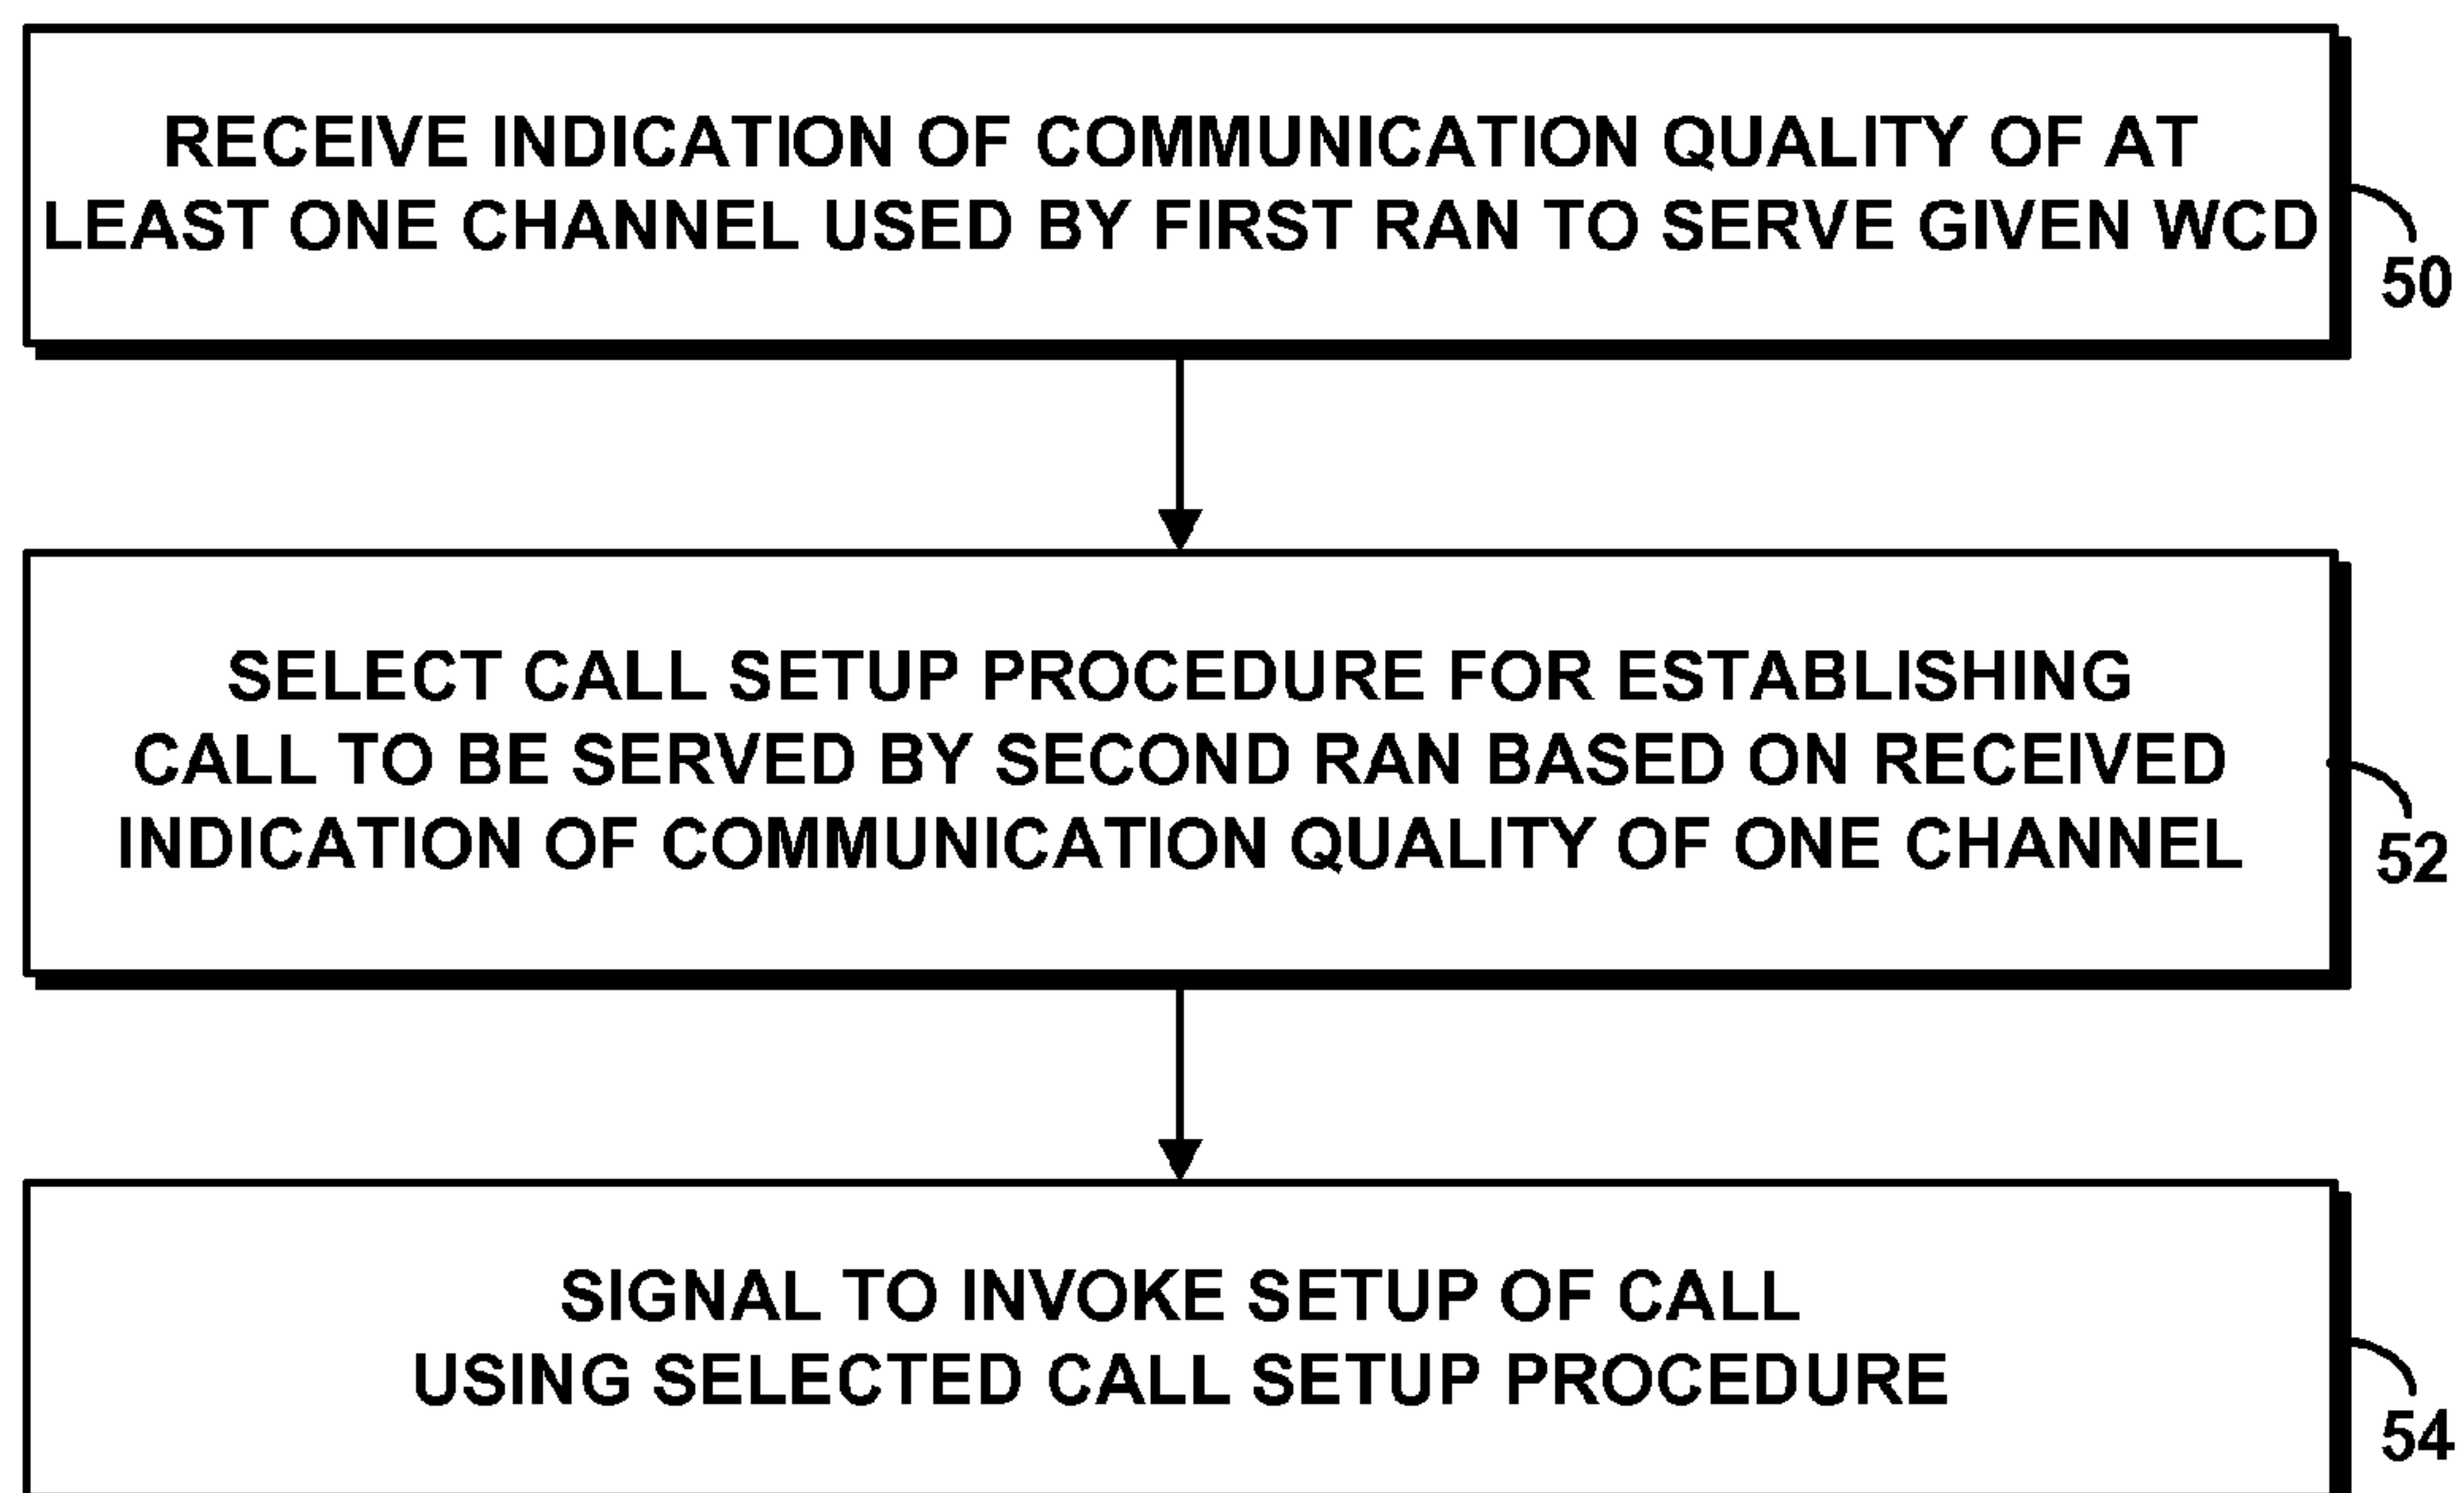 RECEIVE INDICATION OF COMMUNICATION QUALITY OF AT
LEAST ONE CHANNEL USED BY FIRST RAN TO SERVE GIVEN WCD
50
SELECT CALL SETUP PROCEDURE FOR ESTABLISHING
CALL TO BE SERVED BY SECOND RAN BASED ON RECEIVED
INDICATION OF COMMUNICATION QUALITY OF ONE CHANNEL
52
SIGNAL TO INVOKE SETUP OF CALL
USING SELECTED CALL SETUP PROCEDURE
54